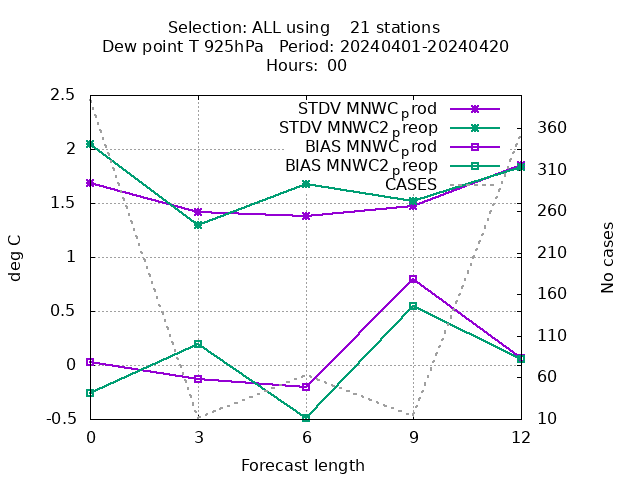 Selection: ALL using    21 stations
Dew point T 925hPa   Period: 20240401-20240420
Hours: 00
STDV MNWC_prod
STDV MNWC2_preop
BIAS MNWC_prod
BIAS MNWC2_preop
CASES
2.5
2
1.5
1
0.5
0
-0.5
deg C
360
310
260
210
160
110
60
10
No cases
0 3 6 9 12
Forecast length